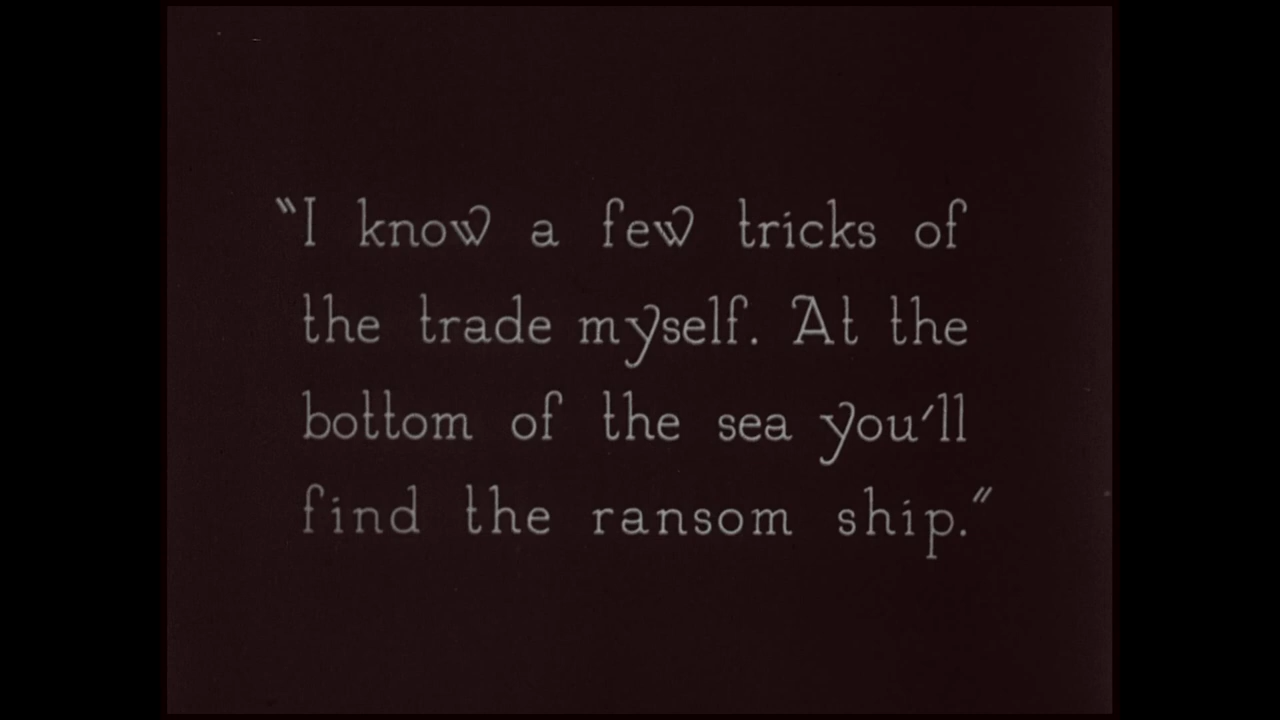 "I know a few tricks of
the trade myself. At the
bottom of the sea you'll
find the ransom ship."